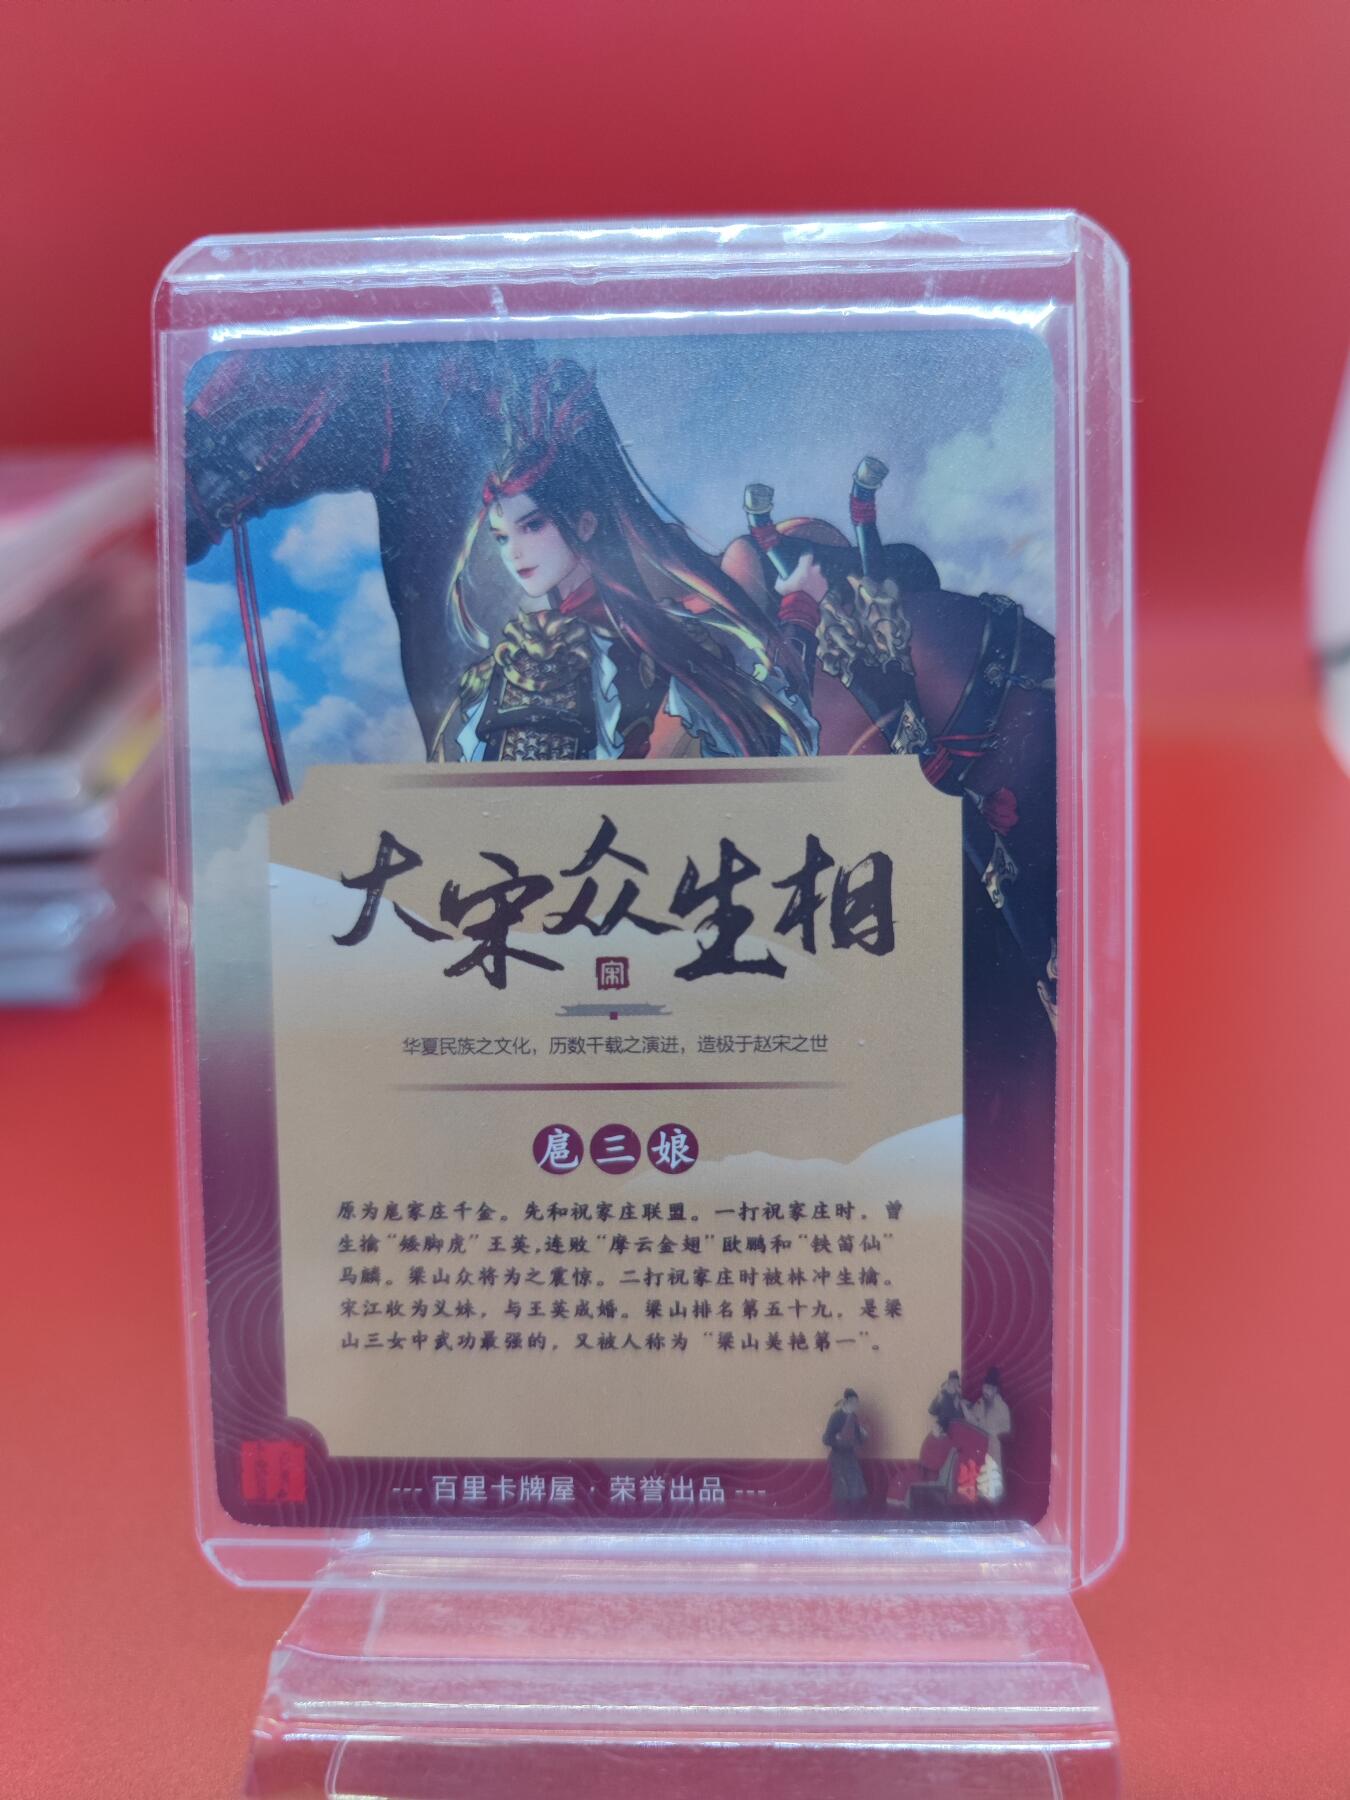 大宋众生相
宋
华夏民族之文化，历数千载之演进，造极于赵宋之世
扈三娘
原为扈家庄千金。先和祝家庄联盟。一打祝家庄时，曾
生擒“矮脚虎”王英,连败“摩云金翅”欧鹏和“铁笛仙”
马麟。梁山众将为之震惊。二打祝家庄时被林冲生擒。
宋江收为义妹，与王英成婚。梁山排名第五十九，是梁
山三女中武功最强的，又被人称为“梁山美艳第一”。
--- 百里卡牌屋 · 荣誉出品 ---
特